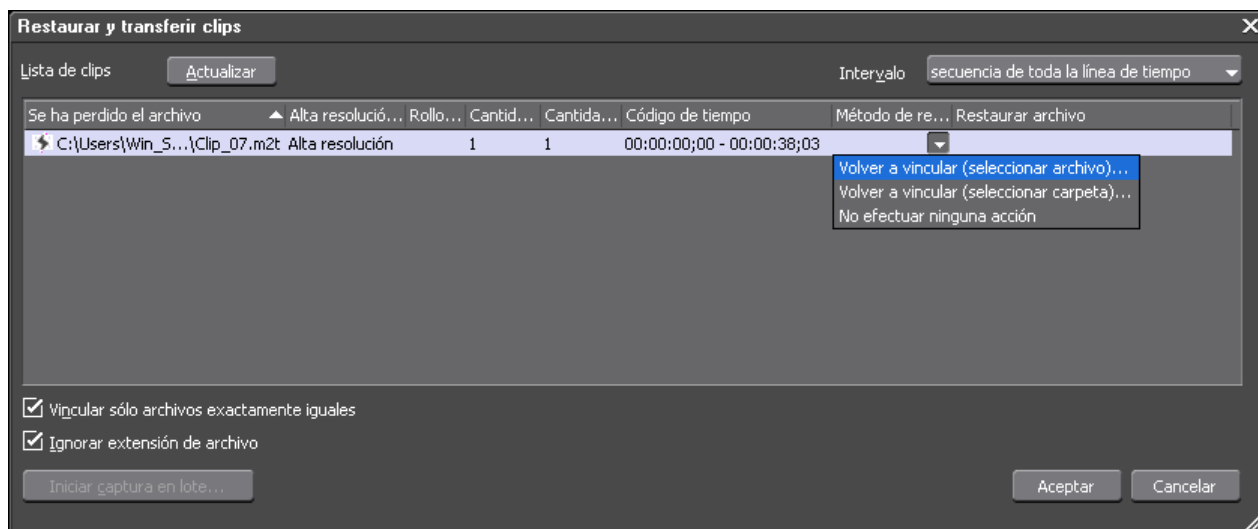 Restaurar y transferir clips
Lista de clips Actualizar Intervalo secuencia de toda la línea de tiempo
Se ha perdido el archivo Alta resolució... Rollo... Cantid... Cantida... Código de tiempo Método de re... Restaurar archivo
C:\Users\Win_S...\Clip_07.m2t Alta resolución 1 1 00:00:00;00 - 00:00:38;03
Volver a vincular (seleccionar archivo)...
Volver a vincular (seleccionar carpeta)...
No efectuar ninguna acción
Vincular sólo archivos exactamente iguales
Ignorar extensión de archivo
Iniciar captura en lote... Aceptar Cancelar